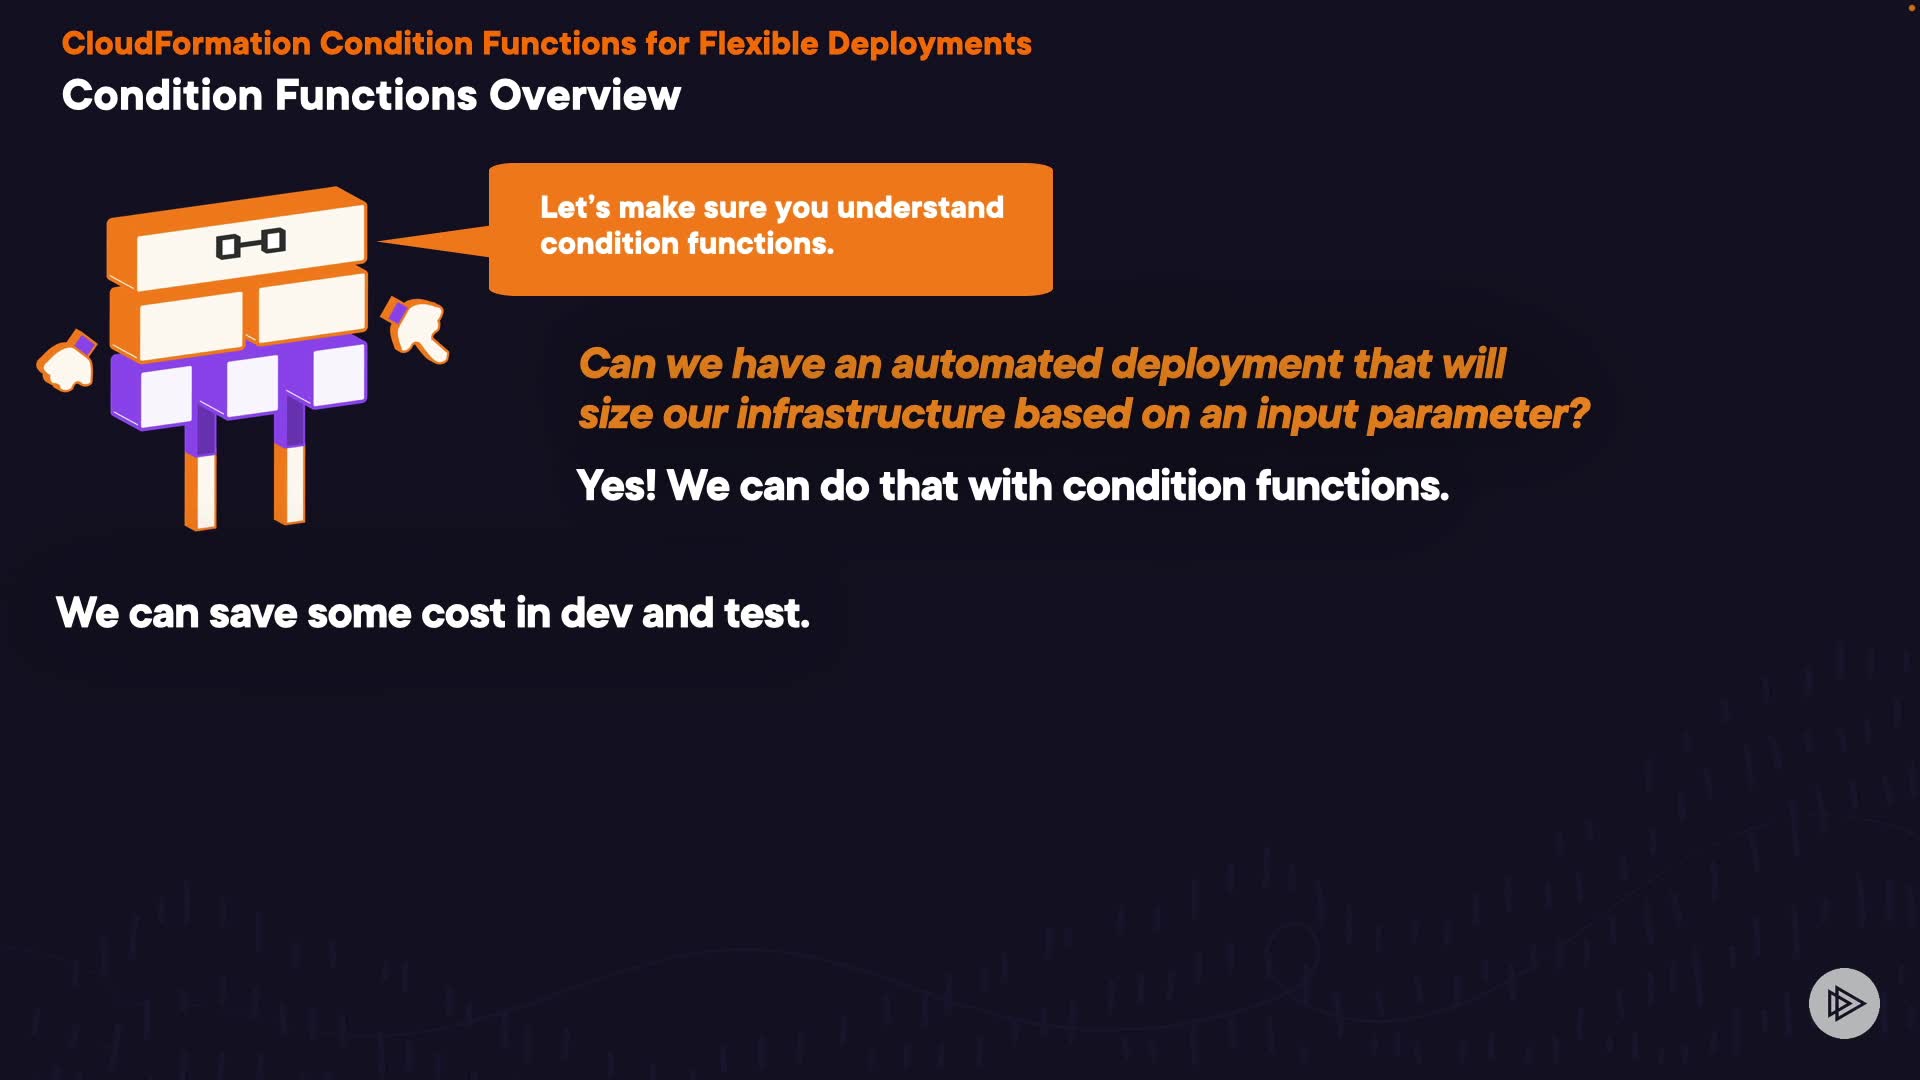 CloudFormation Condition Functions for Flexible Deployments
Condition Functions Overview
Let’s make sure you understand
condition functions.
Can we have an automated deployment that will
size our infrastructure based on an input parameter?
Yes! We can do that with condition functions.
We can save some cost in dev and test.